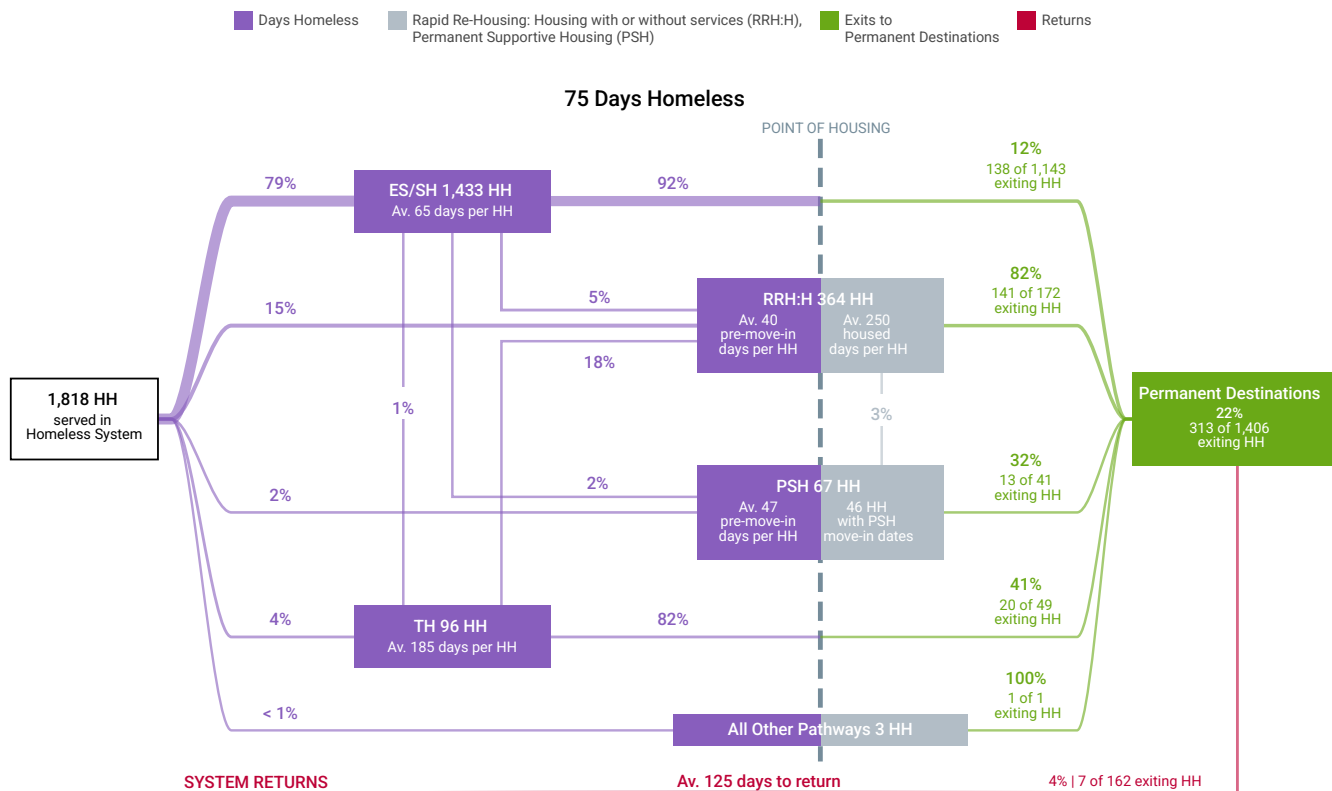 Days Homeless
Rapid Re-Housing: Housing with or without services (RRH:H),
Permanent Supportive Housing (PSH)
Exits to
Permanent Destinations
Returns
75 Days Homeless
POINT OF HOUSING
79%
ES/SH 1,433 HH
Av. 65 days per HH
92%
12%
138 of 1,143
exiting HH
15%
5%
RRH:H 364 HH
Av. 40
pre-move-in
days per HH
Av. 250
housed
days per HH
82%
141 of 172
exiting HH
18%
1,818 HH
served in
Homeless System
1%
3%
Permanent Destinations
22%
313 of 1,406
exiting HH
2%
2%
PSH 67 HH
Av. 47
pre-move-in
days per HH
46 HH
with PSH
move-in dates
32%
13 of 41
exiting HH
4%
TH 96 HH
Av. 185 days per HH
82%
41%
20 of 49
exiting HH
< 1%
All Other Pathways 3 HH
100%
1 of 1
exiting HH
SYSTEM RETURNS
Av. 125 days to return
4% | 7 of 162 exiting HH